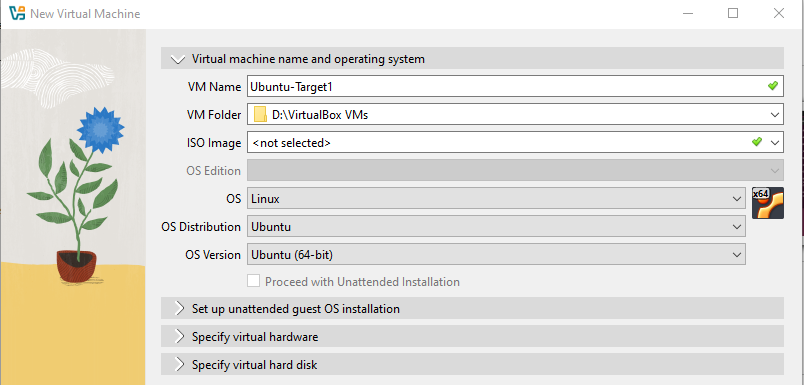 New Virtual Machine
Virtual machine name and operating system
VM Name Ubuntu-Target1
VM Folder D:\VirtualBox VMs
ISO Image <not selected>
OS Edition
OS Linux x64
OS Distribution Ubuntu
OS Version Ubuntu (64-bit)
Proceed with Unattended Installation
Set up unattended guest OS installation
Specify virtual hardware
Specify virtual hard disk